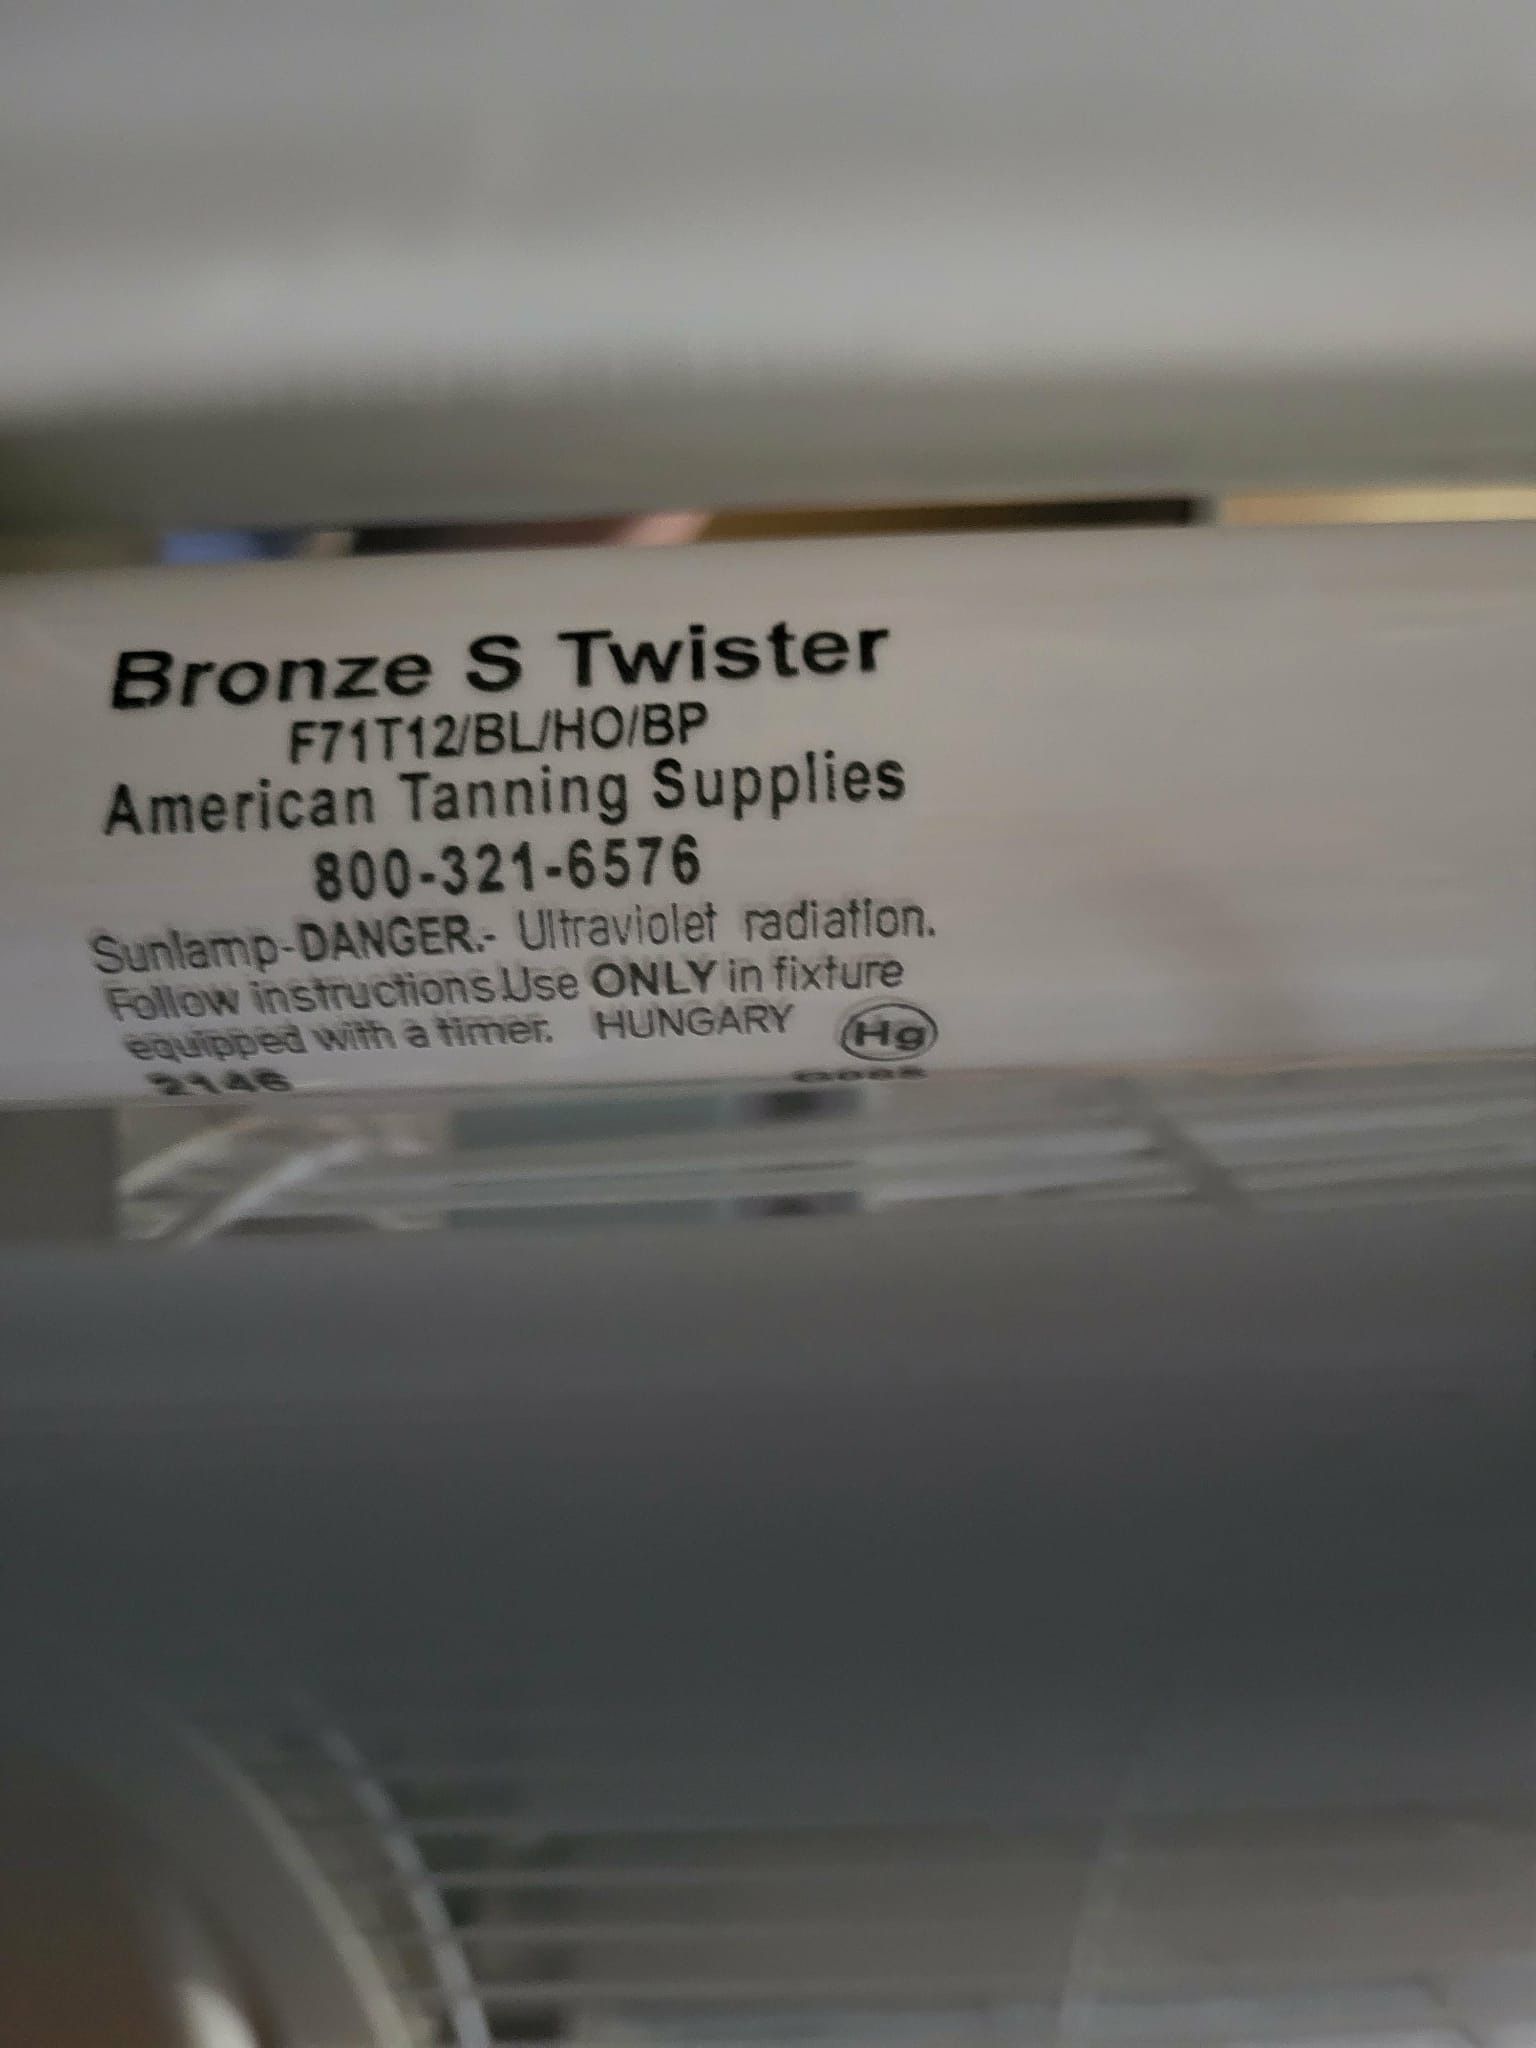 Bronze S Twister
F71T12/BL/HO/BP
American Tanning Supplies
800-321-6576
Sunlamp-DANGER.- Ultraviolet radiation.
Follow instructions.Use ONLY in fixture
equipped with a timer. HUNGARY Hg
2146